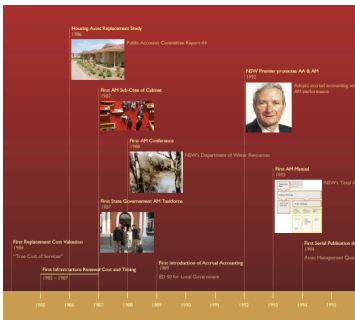 Housing Asset Replacement Study
1986
Public Accounts Committee Report 44
NSW Premier promotes AA & AM
1992
Adopts accrual accounting
AM performance
First AM Sub-Cttee of Cabinet
1987
First AM Conference
1988
NSW's Department of Water Resources
First AM Manual
1993
NSW's Total
First State Government AM Taskforce
1987
First Replacement Cost Valuation
1984
"True Cost of Services"
First Infrastructure Renewal Cost and Timing
1985 – 1987
First Introduction of Accrual Accounting
1989
ED 50 for Local Government
First Serial Publication
1994
Asset Management
1985
1986
1987
1988
1989
1990
1991
1992
1993
1994
1995